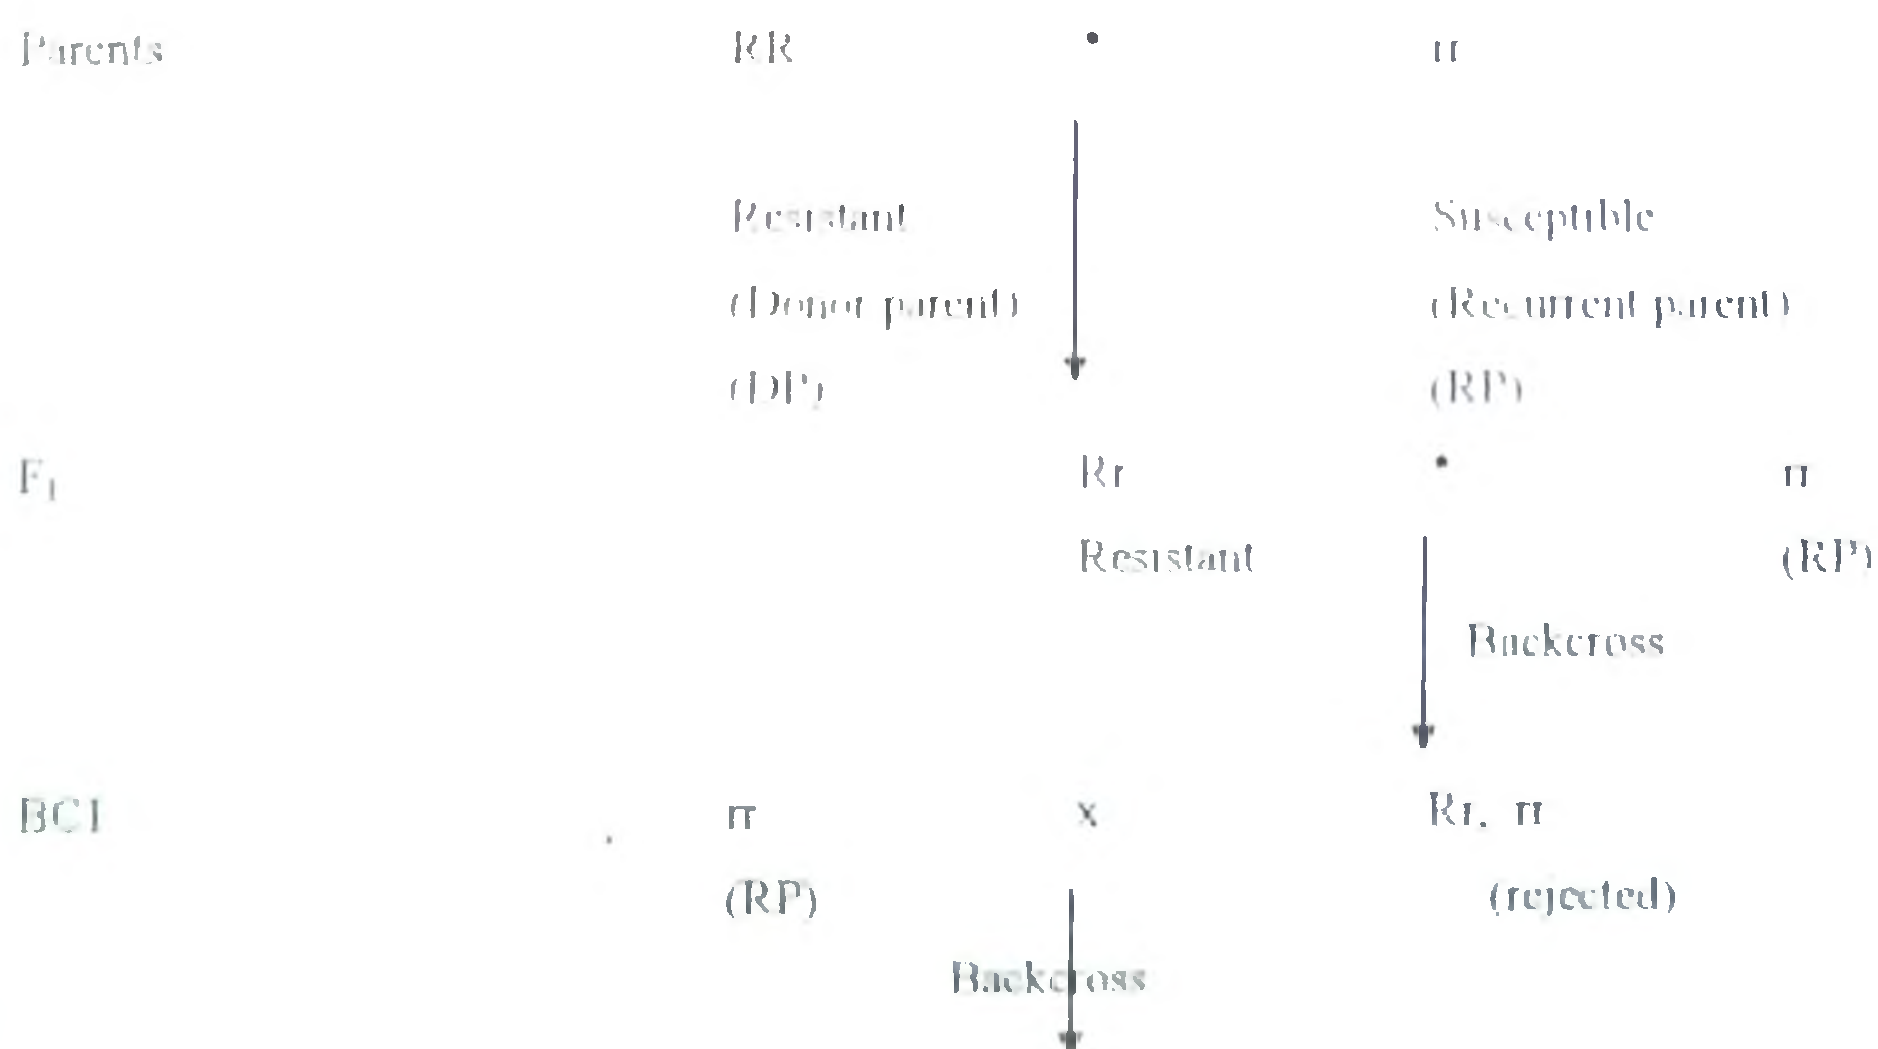 Parents RR • rr
Resistant Susceptible
(Donor parent) (Recurrent parent)
(DP) (RP)
F1 Rr • rr
Resistant (RP)
Backcross
BC1 rr x Rr, rr
(RP) (rejected)
Backcross